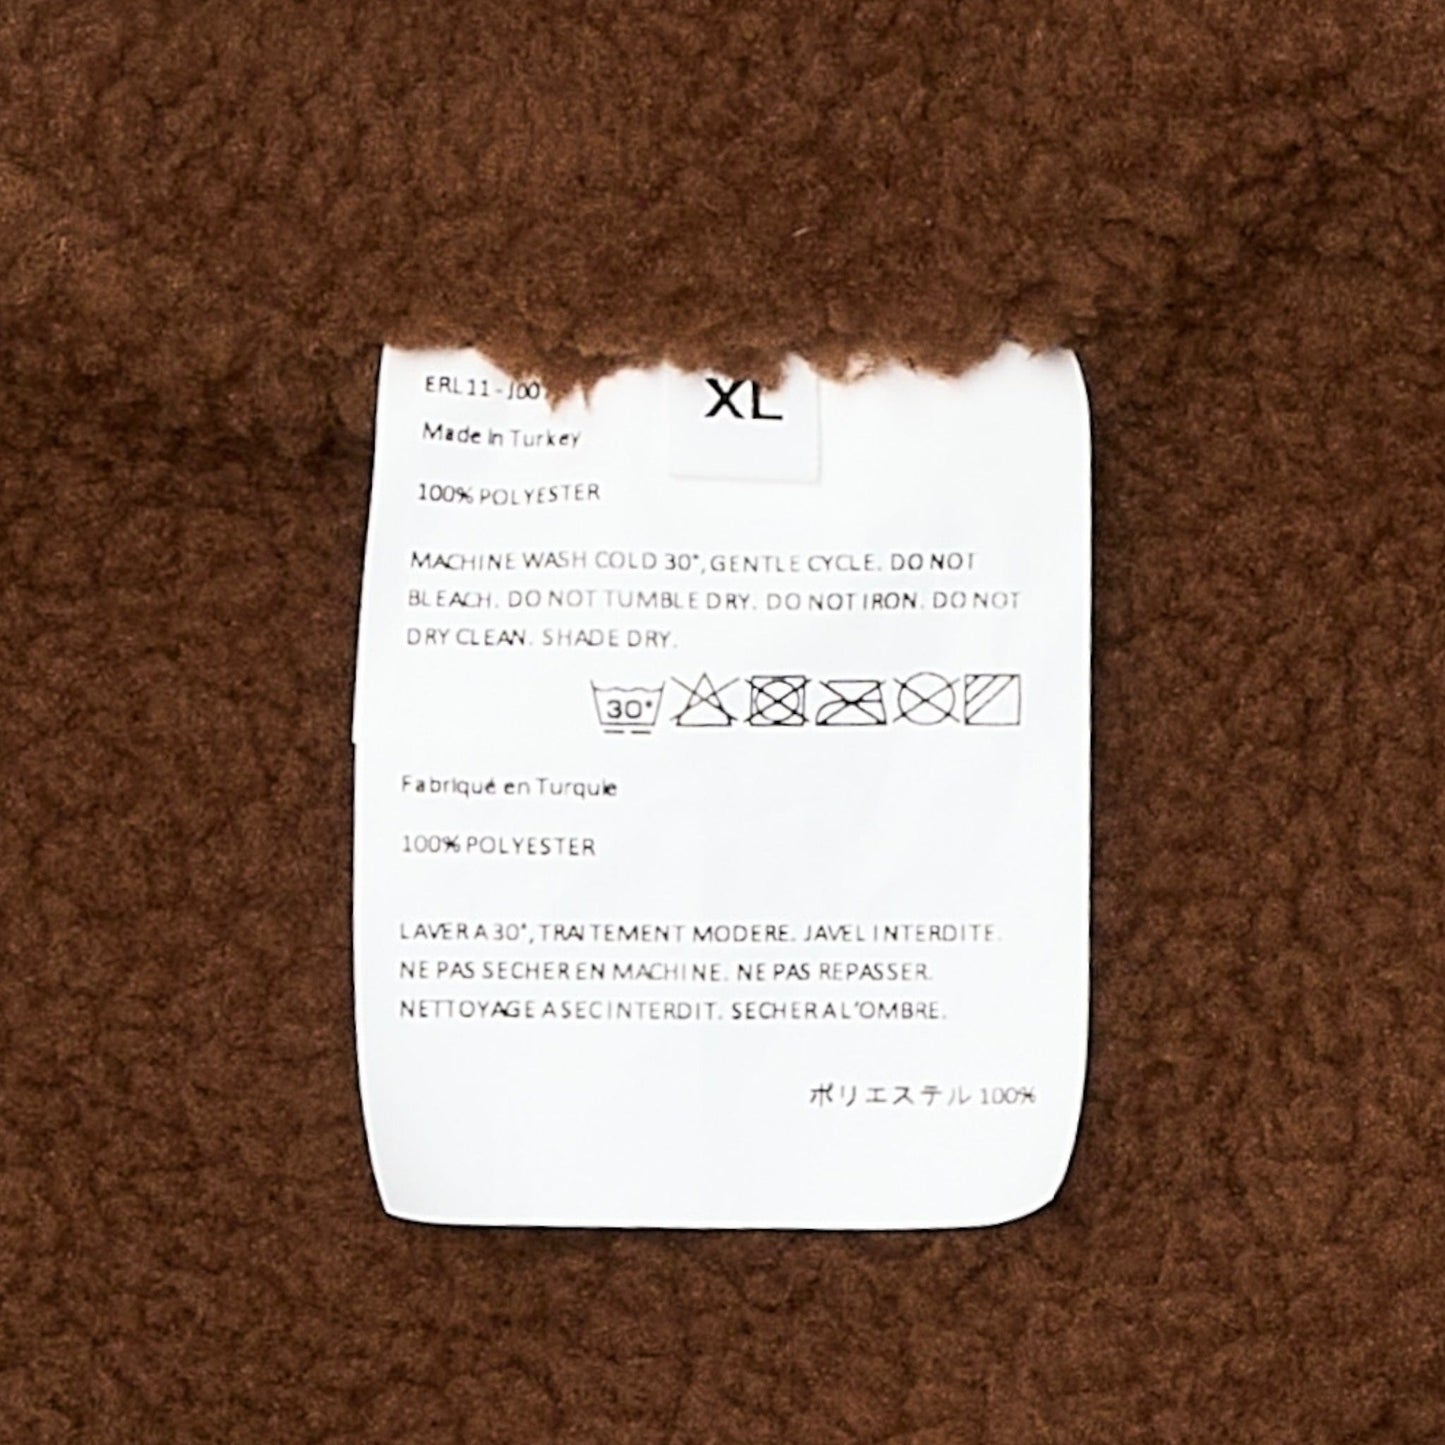 XL
Made In Turkey
100% POLYESTER
MACHINE WASH COLD 30°, GENTLE CYCLE. DO NOT
BLEACH. DO NOT TUMBLE DRY. DO NOT IRON. DO NOT
DRY CLEAN. SHADE DRY.
30°
Fabriqué en Turquie
100% POLYESTER
LAVER A 30°, TRAITEMENT MODERE. JAVEL INTERDITE.
NE PAS SECHER EN MACHINE. NE PAS REPASSER.
NETTOYAGE A SEC INTERDIT. SECHER A L'OMBRE.
ポリエステル 100%